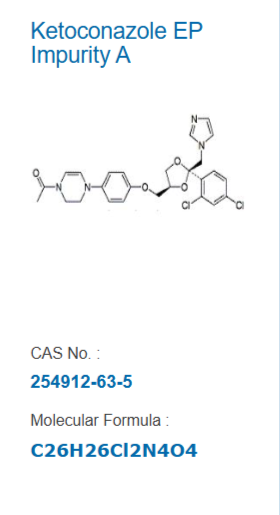 Ketoconazole EP
Impurity A
N
N
O
O
N
N
O
O
Cl
Cl
CAS No. :
254912-63-5
Molecular Formula :
C26H26Cl2N4O4